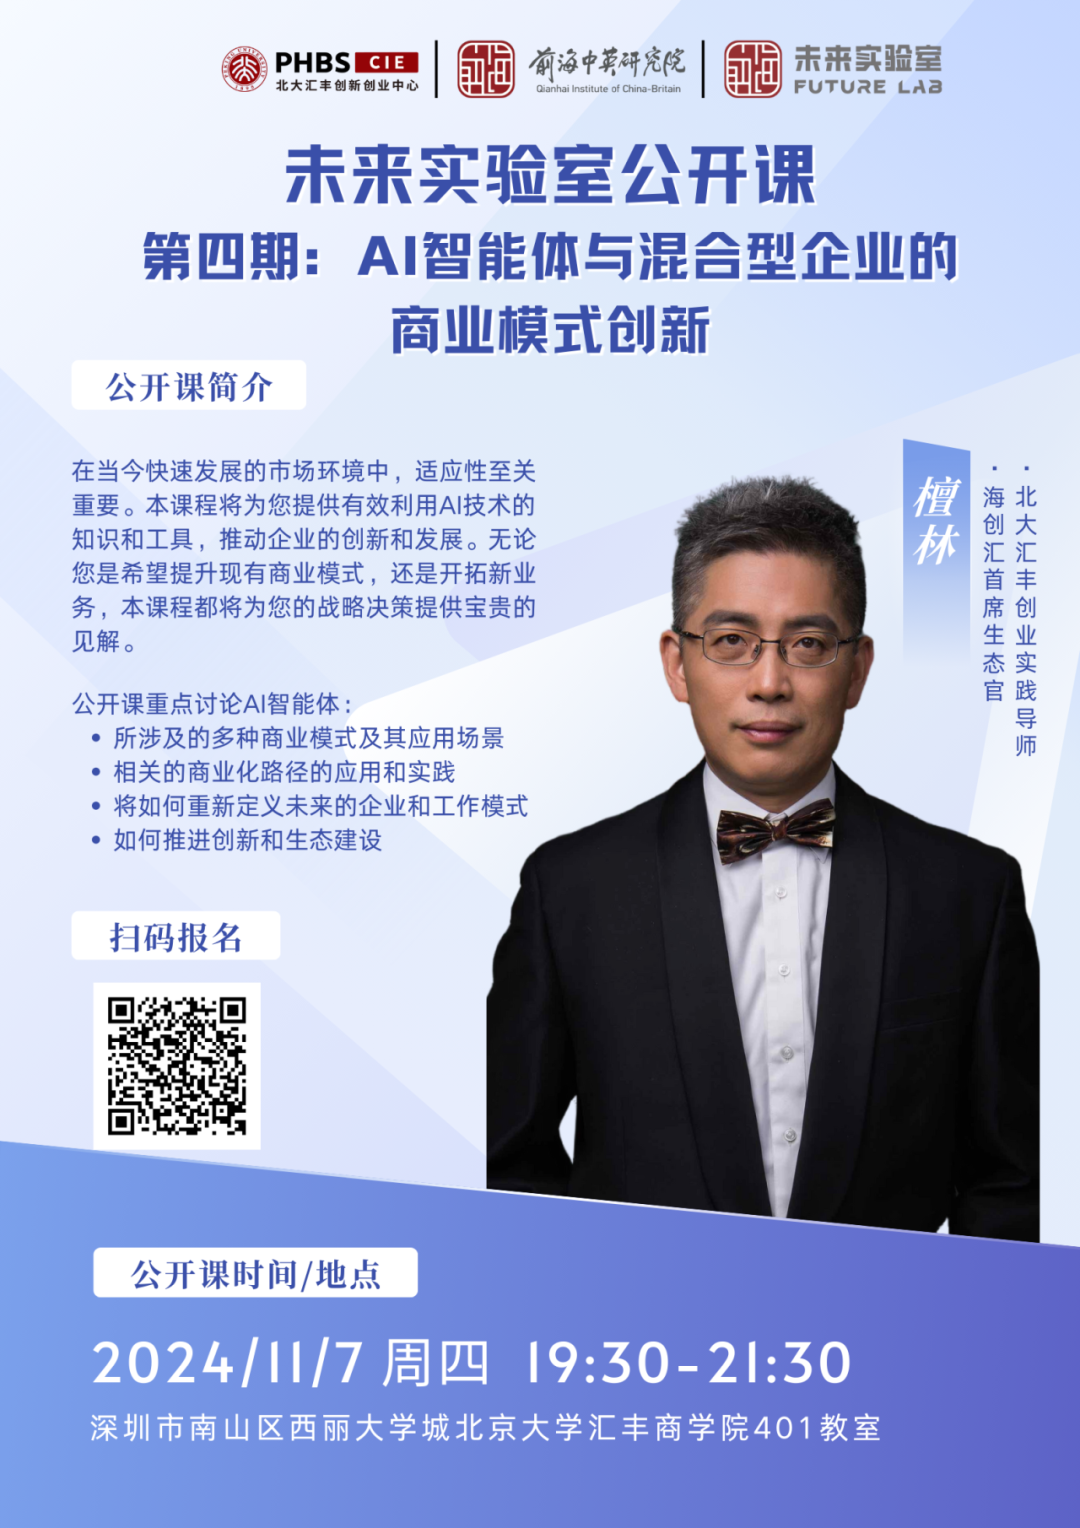 PHBS CIE
北大汇丰创新创业中心
前海中英研究院
Qianhai Institute of China-Britain
未来实验室
FUTURE LAB
未来实验室公开课
第四期：AI智能体与混合型企业的
商业模式创新
公开课简介
在当今快速发展的市场环境中，适应性至关
重要。本课程将为您提供有效利用AI技术的
知识和工具，推动企业的创新和发展。无论
您是希望提升现有商业模式，还是开拓新业
务，本课程都将为您的战略决策提供宝贵的
见解。
公开课重点讨论AI智能体：
• 所涉及的多种商业模式及其应用场景
• 相关的商业化路径的应用和实践
• 将如何重新定义未来的企业和工作模式
• 如何推进创新和生态建设
檀林
·北大汇丰创业实践导师
·海创汇首席生态官
扫码报名
公开课时间/地点
2024/11/7 周四 19:30-21:30
深圳市南山区西丽大学城北京大学汇丰商学院401教室